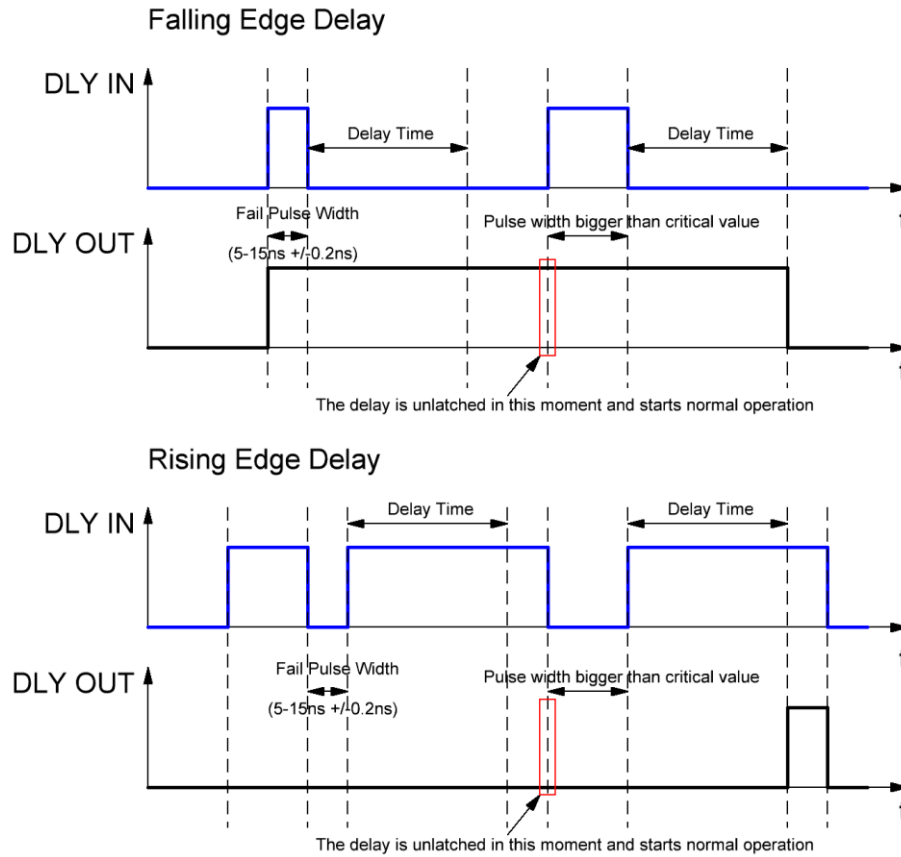 Falling Edge Delay
DLY IN
Delay Time
Delay Time
t
Fail Pulse Width
(5-15ns +/-0.2ns)
Pulse width bigger than critical value
DLY OUT
t
The delay is unlatched in this moment and starts normal operation
Rising Edge Delay
DLY IN
Delay Time
Delay Time
t
Fail Pulse Width
(5-15ns +/-0.2ns)
Pulse width bigger than critical value
DLY OUT
t
The delay is unlatched in this moment and starts normal operation